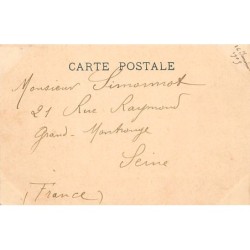 CARTE POSTALE
Monsieur Simonnot
21 Rue Raymond
Grand-Montrouge
Seine
(France)